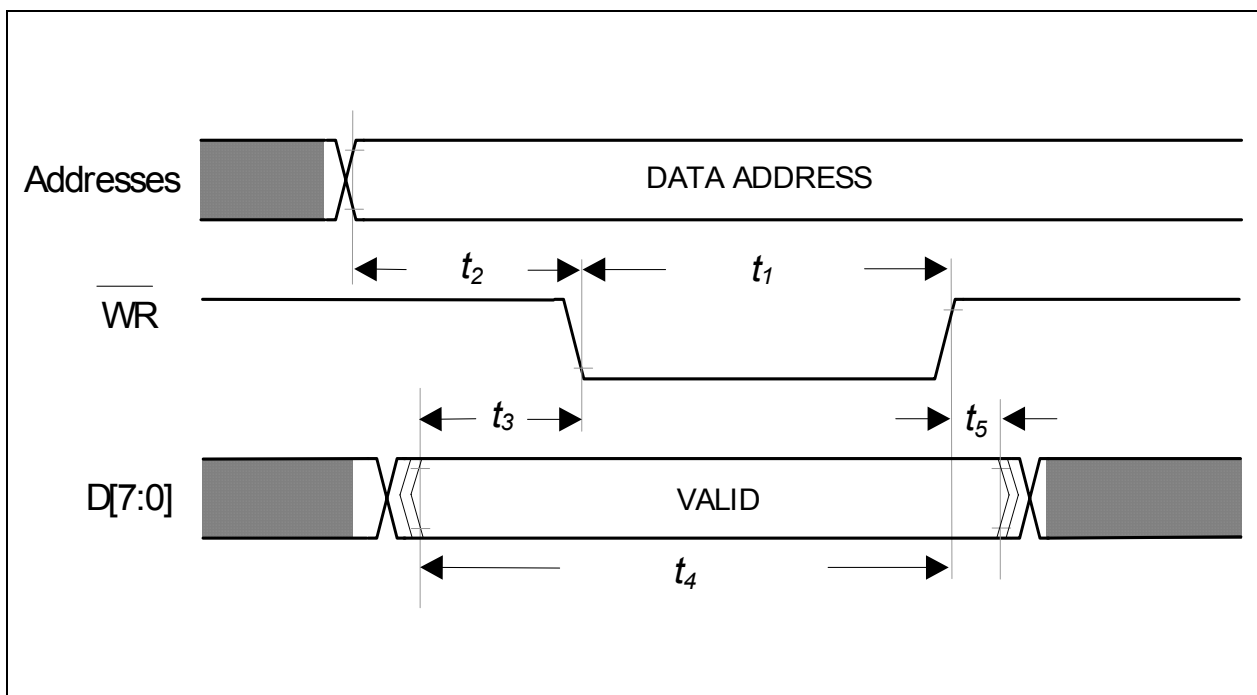 Addresses
DATA ADDRESS
t2
t1
WR
t3
t5
D[7:0]
VALID
t4